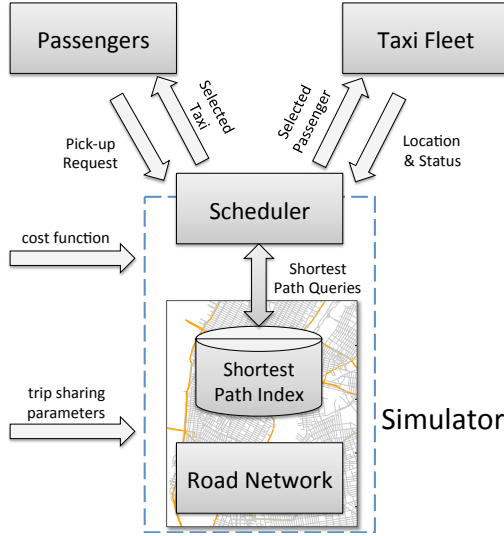 Passengers
Taxi Fleet
Selected
Taxi
Selected
Passenger
Pick-up
Request
Location
& Status
Scheduler
cost function
Shortest
Path Queries
Shortest
Path Index
trip sharing
parameters
Simulator
Road Network